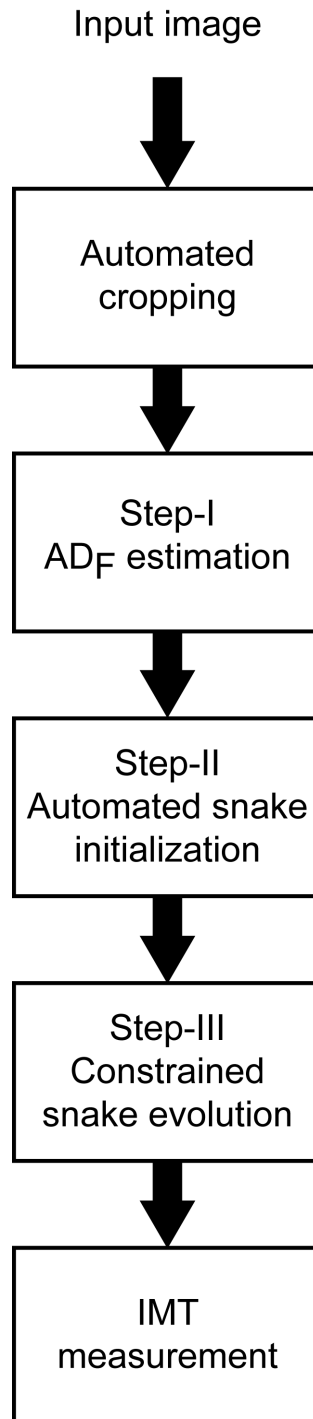 Input image
Automated
cropping
Step-I
ADF estimation
Step-II
Automated snake
initialization
Step-III
Constrained
snake evolution
IMT
measurement